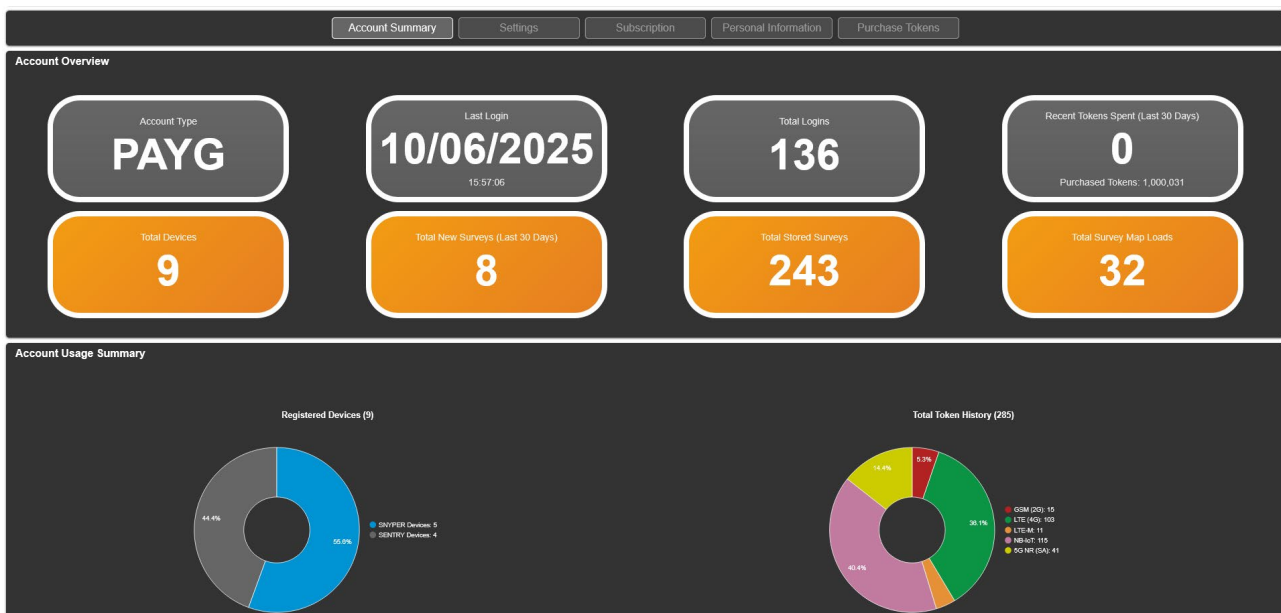 Account Summary
Settings
Subscription
Personal Information
Purchase Tokens
Account Overview
Account Type
PAYG
Last Login
10/06/2025
15:57:06
Total Logins
136
Recent Tokens Spent (Last 30 Days)
0
Purchased Tokens: 1,000,031
Total Devices
9
Total New Surveys (Last 30 Days)
8
Total Stored Surveys
243
Total Survey Map Loads
32
Account Usage Summary
Registered Devices (9)
44.4%
55.6%
SNYPER Devices: 5
SENTRY Devices: 4
Total Token History (285)
14.4%
5.3%
36.1%
40.4%
GSM (2G): 15
LTE (4G): 103
LTE-M: 11
NB-IoT: 115
5G NR (SA): 41